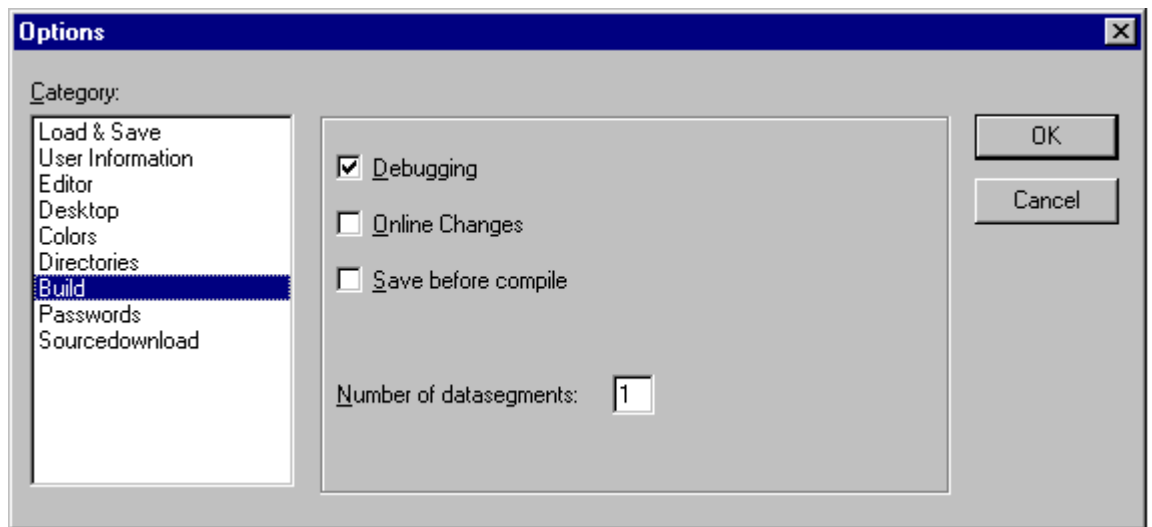 Options
Category:
Load & Save
User Information
Editor
Desktop
Colors
Directories
Build
Passwords
Sourcedownload
Debugging
Online Changes
Save before compile
Number of datasegments: 1
OK
Cancel